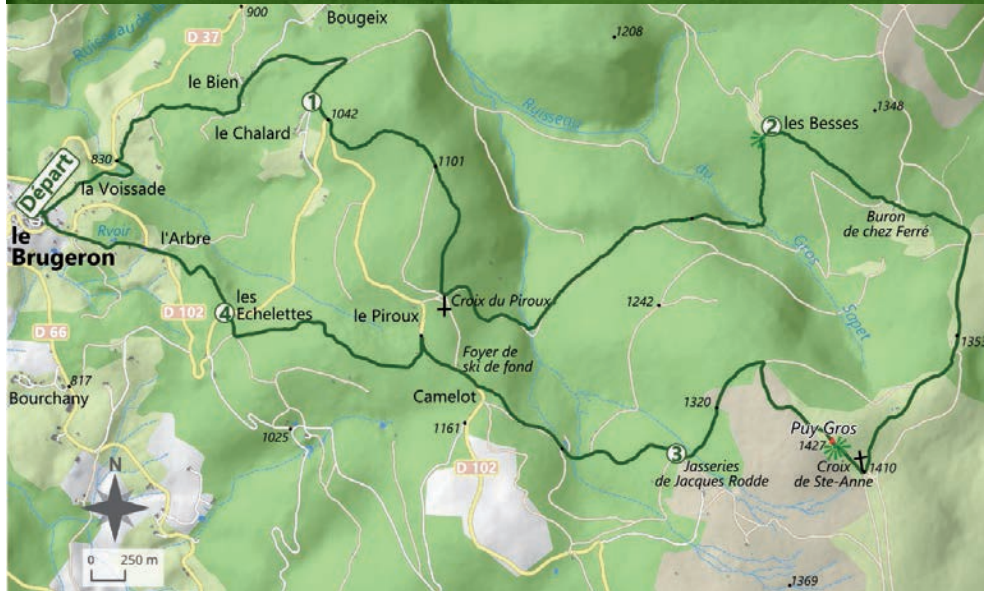 900
Bougeix
D 37
1208
le Bien
1348
1
1042
2 les Besses
le Chalard
Ruisseau
830
1101
du
Départ
la Voissade
Buron
de chez Ferré
Rvoir
l'Arbre
le
Brugeron
Gros
les
Echelettes
Croix du Piroux
1242
4
D 102
le Piroux
Sapet
D 66
Foyer de
ski de fond
1353
817
Bourchany
Camelot
1320
1161
1025
Puy-Gros
1427
3
Croix
de Ste-Anne
1410
Jasseries
de Jacques Rodde
N
D 102
0 250 m
1369